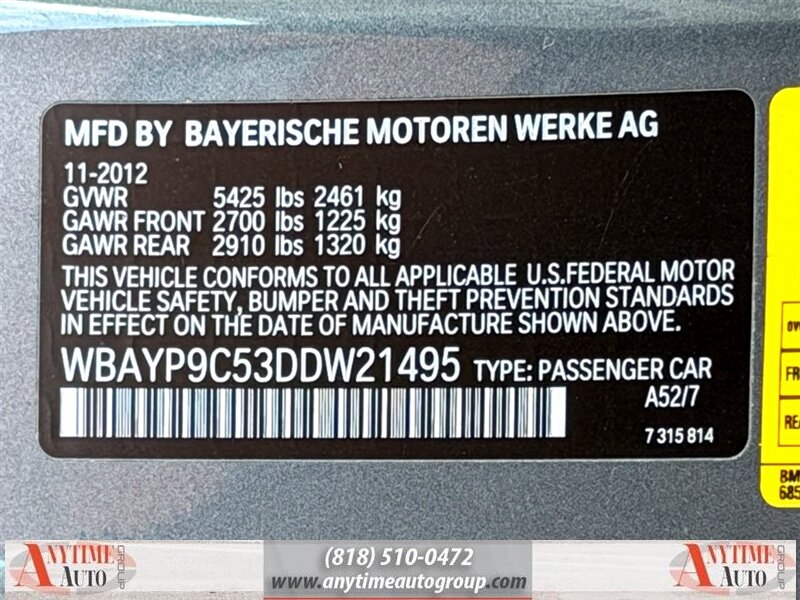 MFD BY BAYERISCHE MOTOREN WERKE AG
11-2012
GVWR 5425 lbs 2461 kg
GAWR FRONT 2700 lbs 1225 kg
GAWR REAR 2910 lbs 1320 kg
THIS VEHICLE CONFORMS TO ALL APPLICABLE U.S.FEDERAL MOTOR
VEHICLE SAFETY, BUMPER AND THEFT PREVENTION STANDARDS
IN EFFECT ON THE DATE OF MANUFACTURE SHOWN ABOVE.
WBAYP9C53DDW21495 TYPE: PASSENGER CAR
A52/7
7 315 814
ANYTIME AUTO GROUP
(818) 510-0472
www.anytimeautogroup.com
ANYTIME AUTO GROUP